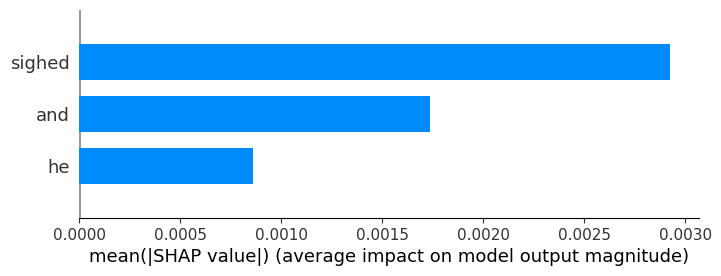 sighed
and
he
0.0000 0.0005 0.0010 0.0015 0.0020 0.0025 0.0030
mean(|SHAP value|) (average impact on model output magnitude)